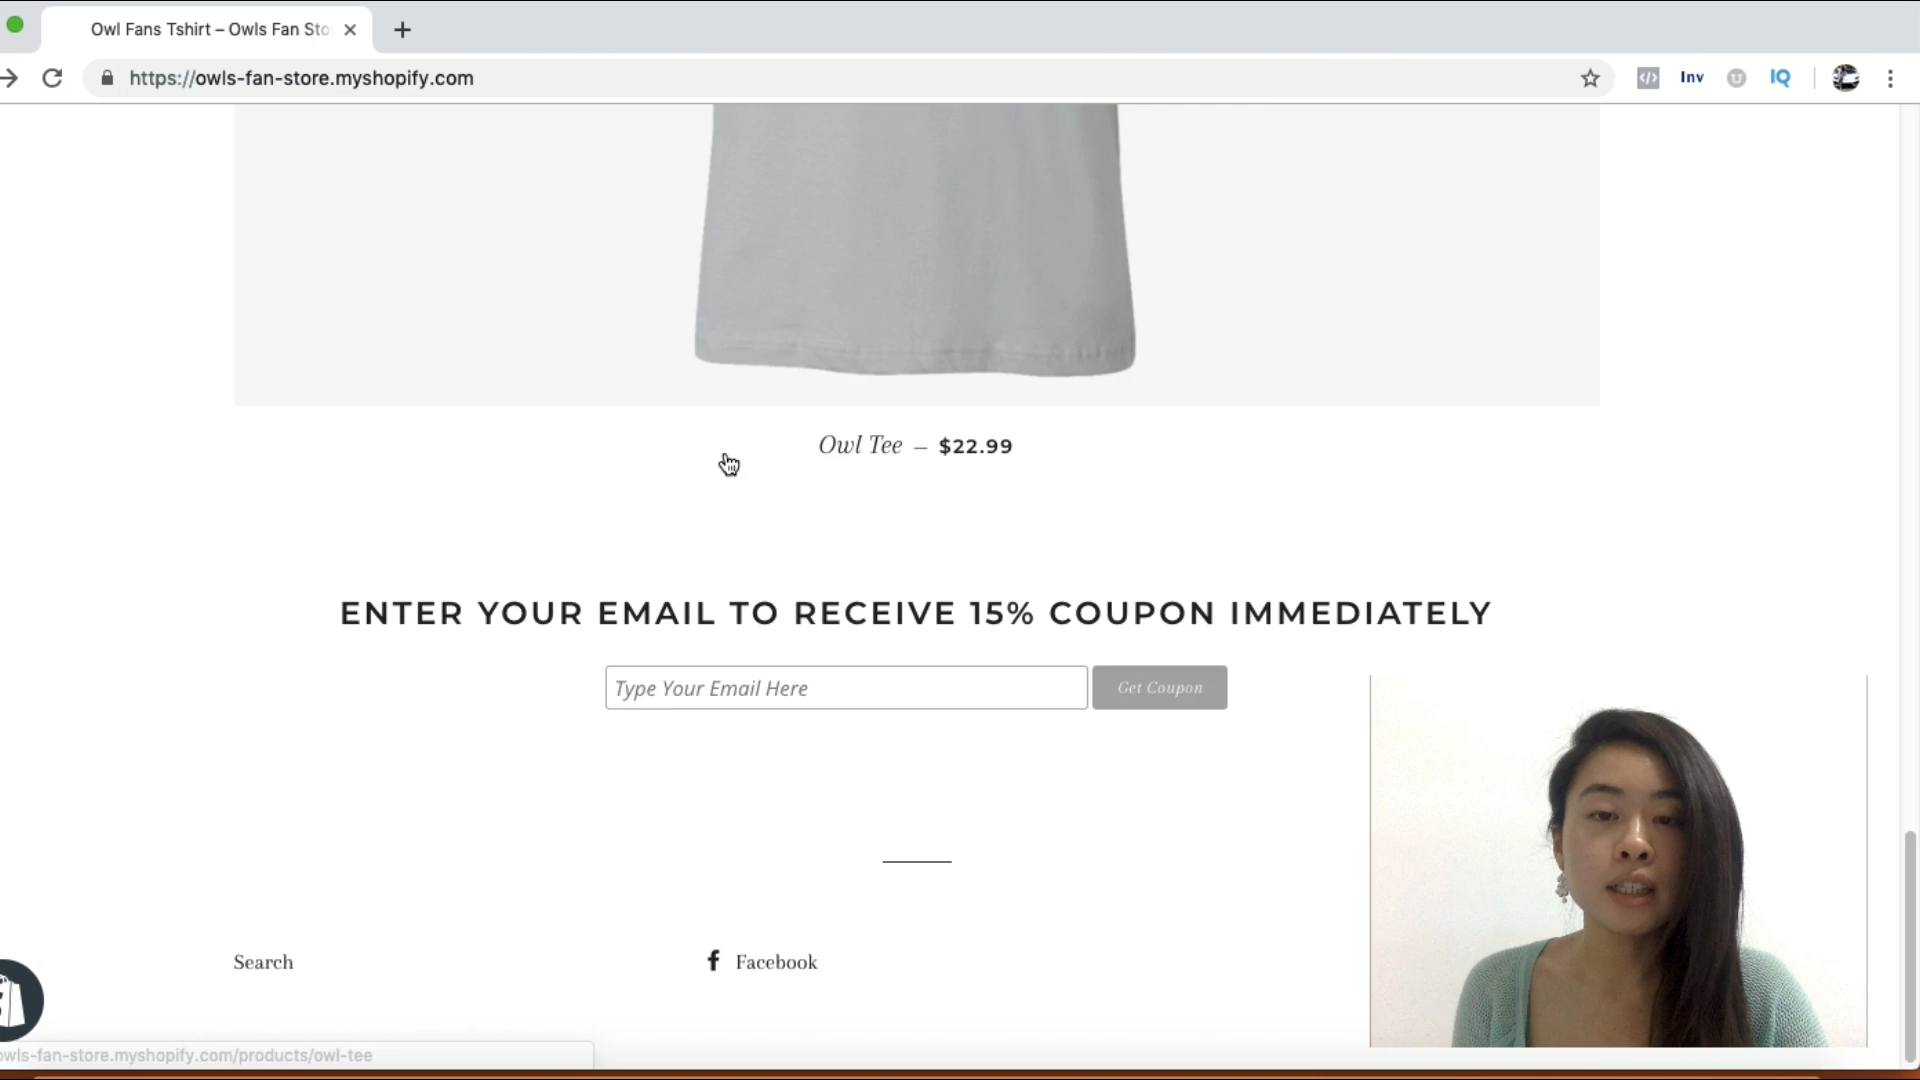 Owl Fans Tshirt – Owls Fan Sto
https://owls-fan-store.myshopify.com
Inv
IQ
Owl Tee – $22.99
ENTER YOUR EMAIL TO RECEIVE 15% COUPON IMMEDIATELY
Type Your Email Here
Get Coupon
Search
Facebook
owls-fan-store.myshopify.com/products/owl-tee